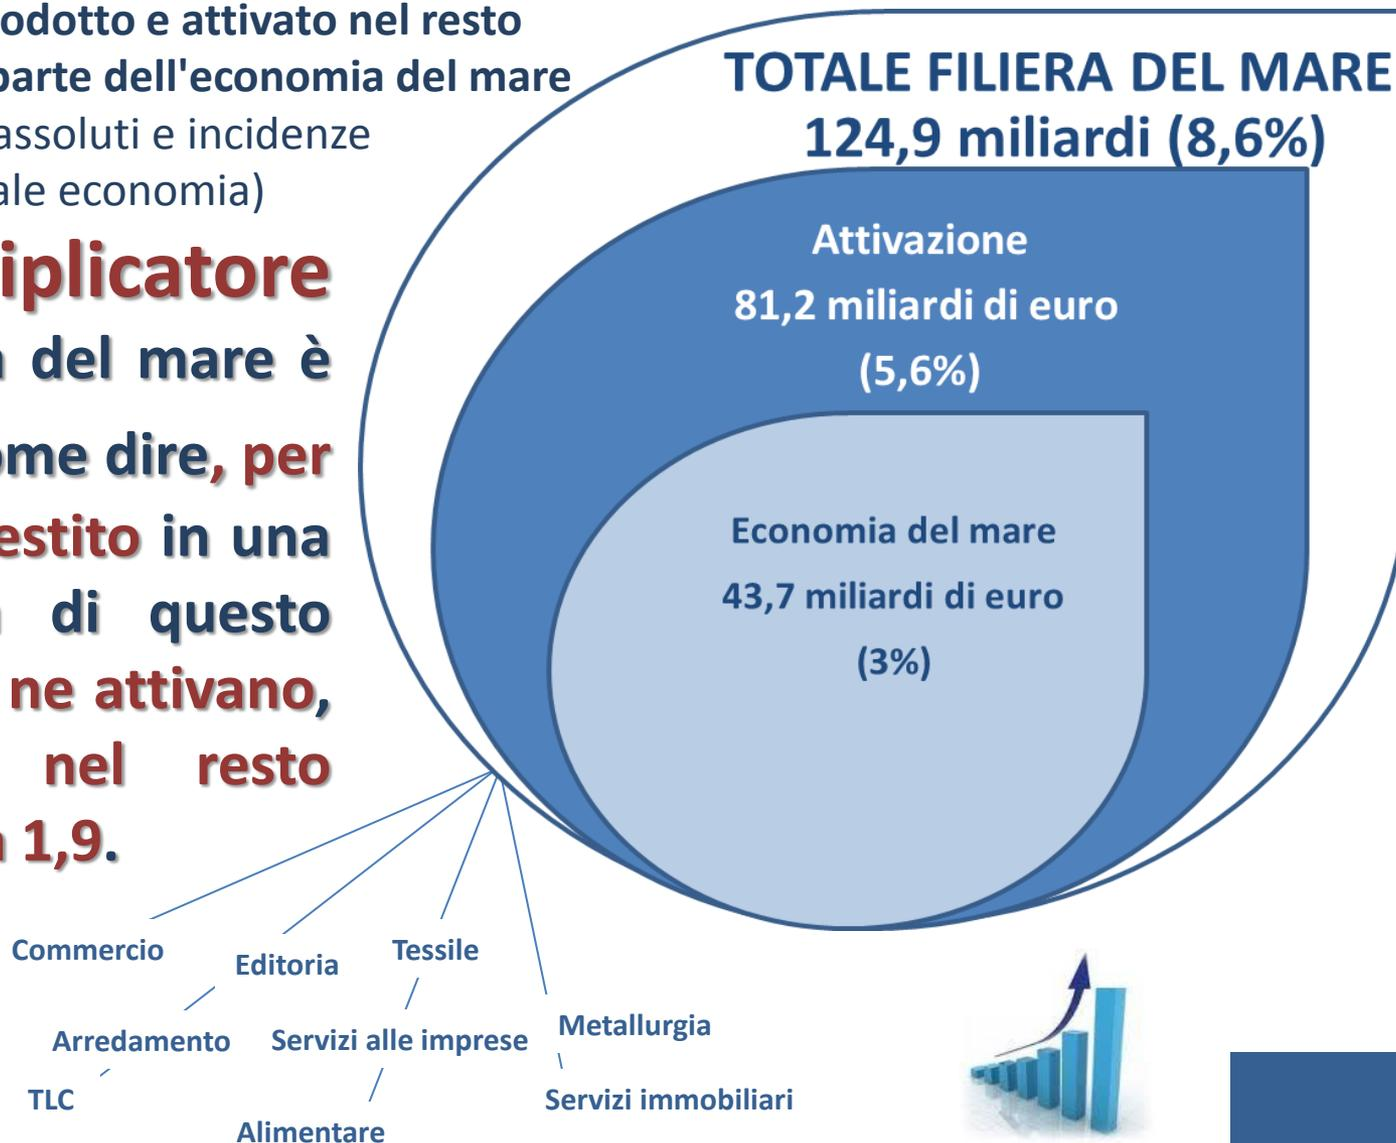 odotto e attivato nel resto
parte dell'economia del mare
assoluti e incidenze
ale economia)
iplicatore
del mare è
ome dire, per
estito in una
di questo
ne attivano,
nel resto
1,9.
TOTALE FILIERA DEL MARE
124,9 miliardi (8,6%)
Attivazione
81,2 miliardi di euro
(5,6%)
Economia del mare
43,7 miliardi di euro
(3%)
Commercio
Editoria
Tessile
Arredamento
Servizi alle imprese
Metallurgia
TLC
Servizi immobiliari
Alimentare